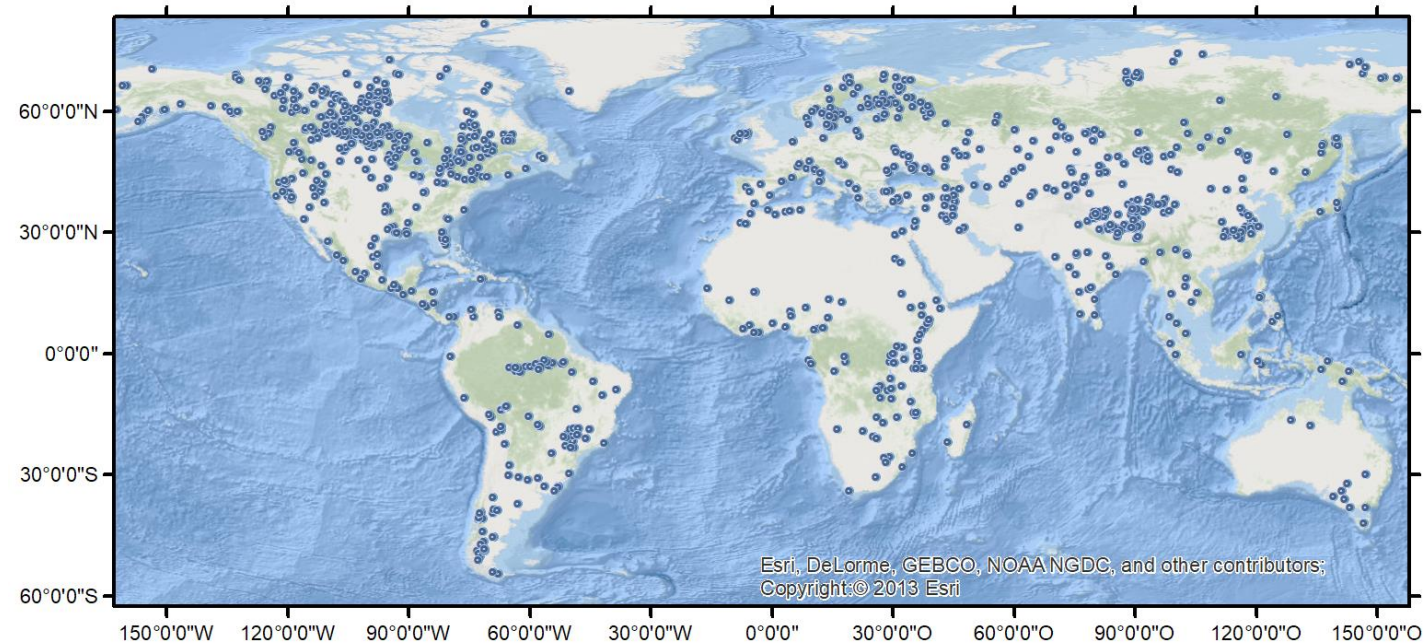 60°0'0"N
30°0'0"N
0°0'0"
30°0'0"S
60°0'0"S
Esri, DeLorme, GEBCO, NOAA NGDC, and other contributors;
Copyright:© 2013 Esri
150°0'0"W 120°0'0"W 90°0'0"W 60°0'0"W 30°0'0"W 0°0'0" 30°0'0"O 60°0'0"O 90°0'0"O 120°0'0"O 150°0'0"O